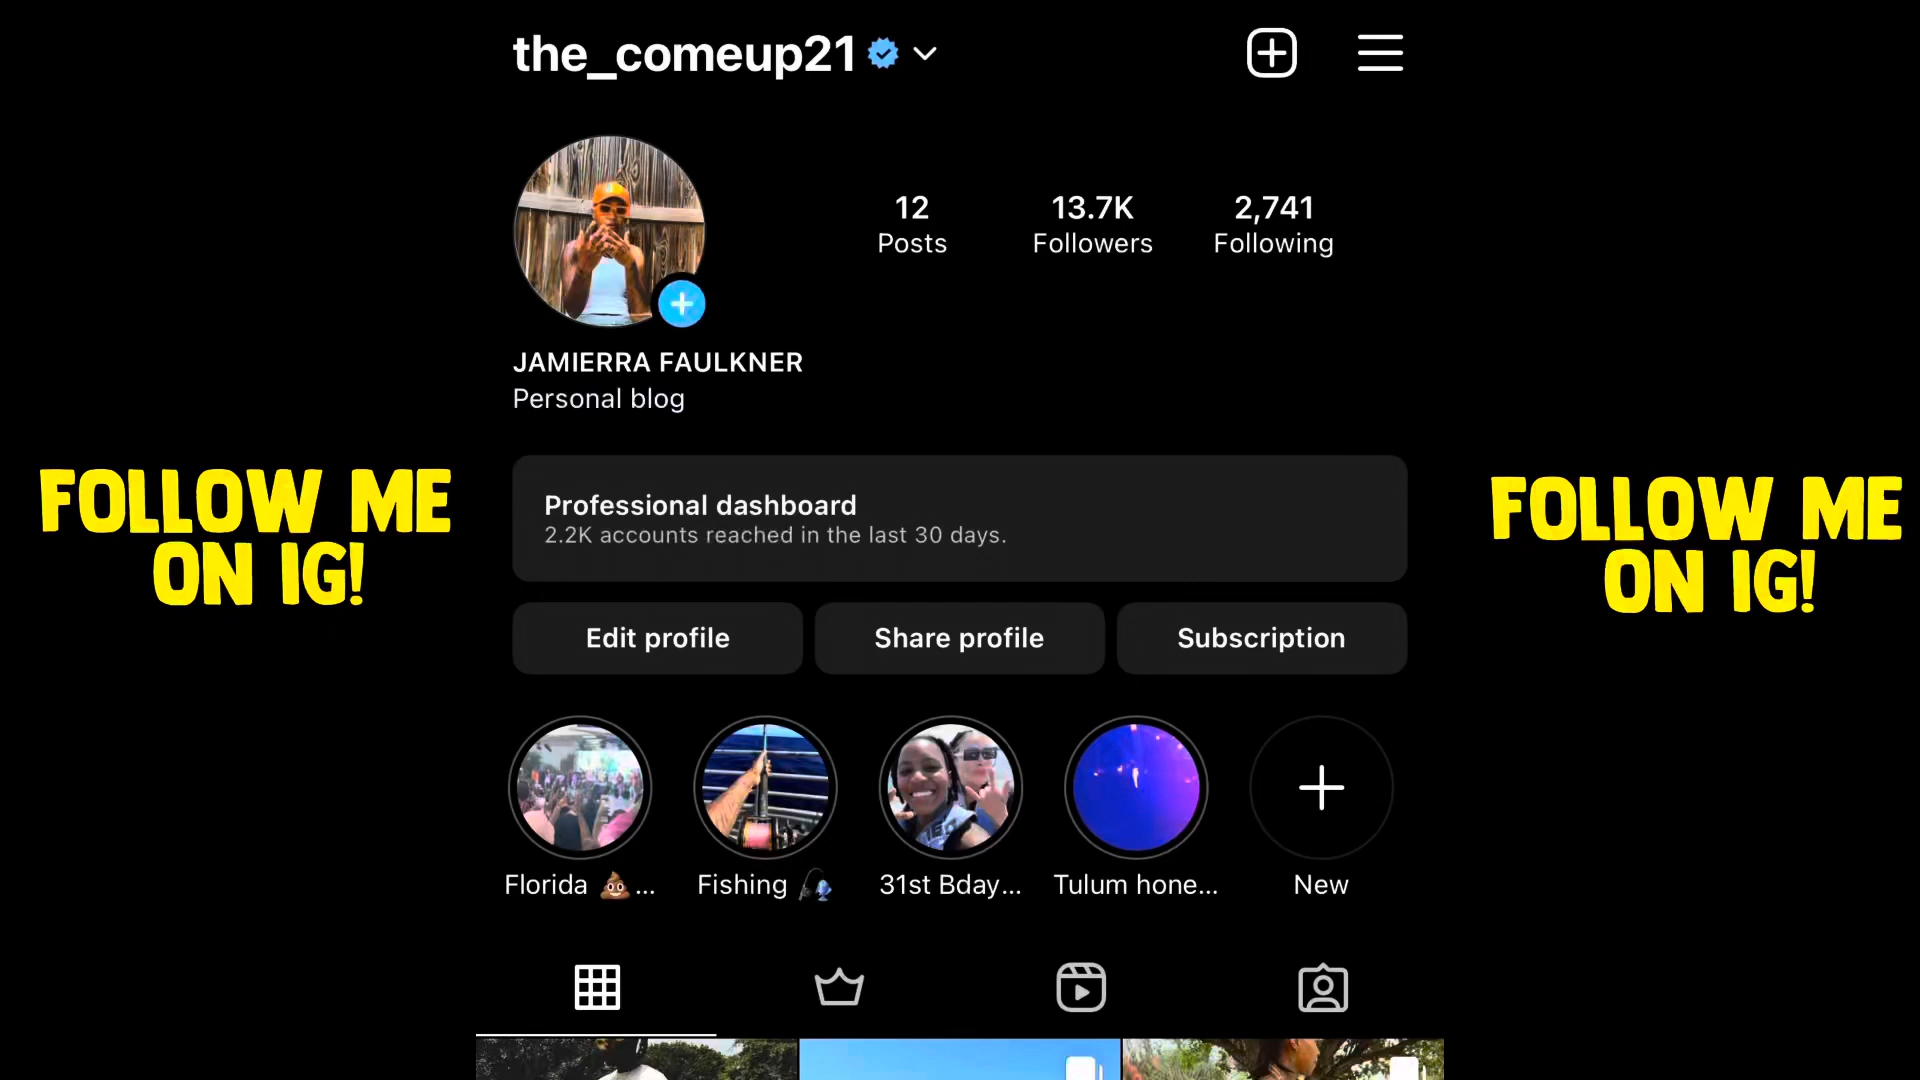 the_comeup21
12
Posts
13.7K
Followers
2,741
Following
JAMIERRA FAULKNER
Personal blog
FOLLOW ME
ON IG!
FOLLOW ME
ON IG!
Professional dashboard
2.2K accounts reached in the last 30 days.
Edit profile
Share profile
Subscription
Florida 💩...
Fishing 🎣
31st Bday...
Tulum hone...
New